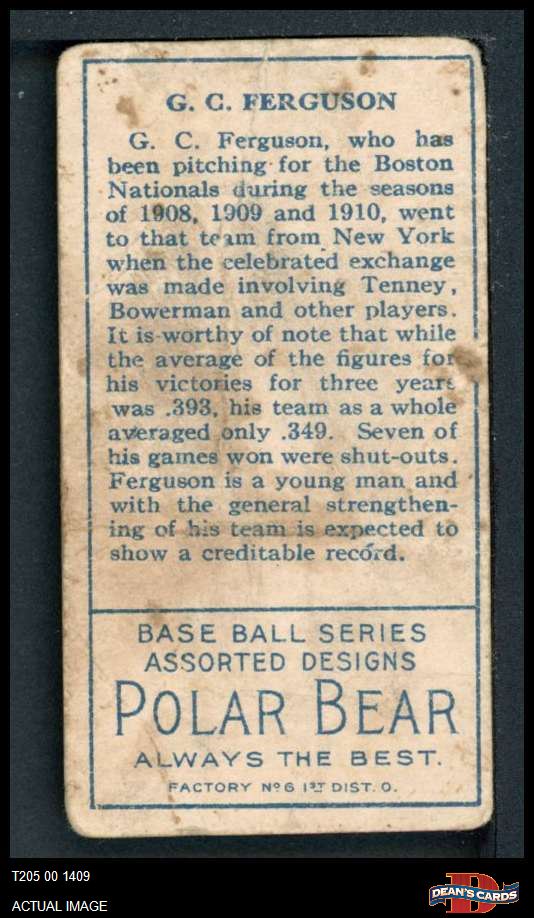 G. C. FERGUSON
G. C. Ferguson, who has
been pitching for the Boston
Nationals during the seasons
of 1908, 1909 and 1910, went
to that team from New York
when the celebrated exchange
was made involving Tenney,
Bowerman and other players.
It is worthy of note that while
the average of the figures for
his victories for three years
was .393, his team as a whole
averaged only .349. Seven of
his games won were shut-outs.
Ferguson is a young man and
with the general strengthen-
ing of his team is expected to
show a creditable record.
BASE BALL SERIES
ASSORTED DESIGNS
POLAR BEAR
ALWAYS THE BEST.
FACTORY Nº 6 1ST DIST. O.
T205 00 1409
ACTUAL IMAGE
D
DEAN'S CARDS